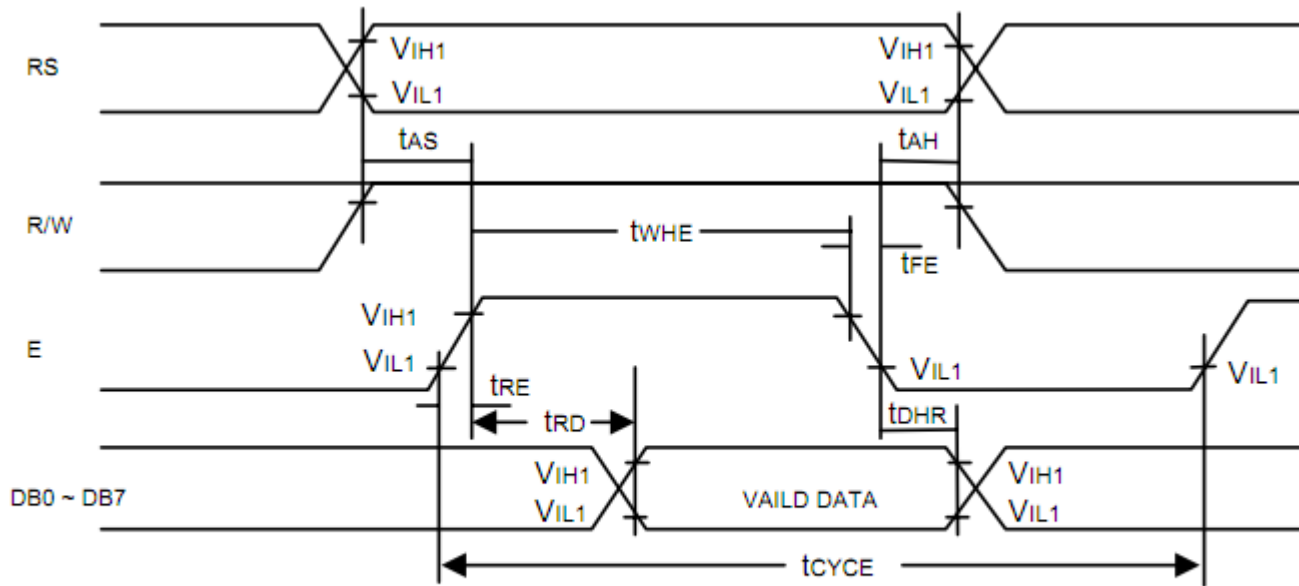 RS VIH1 VIL1 VIH1 VIL1
tAS tAH
R/W tWHE tFE
E VIH1 VIL1 VIL1 VIL1
tRE tRD tDHR
DB0 ~ DB7 VIH1 VIL1 VAILD DATA VIH1 VIL1
tCYCE